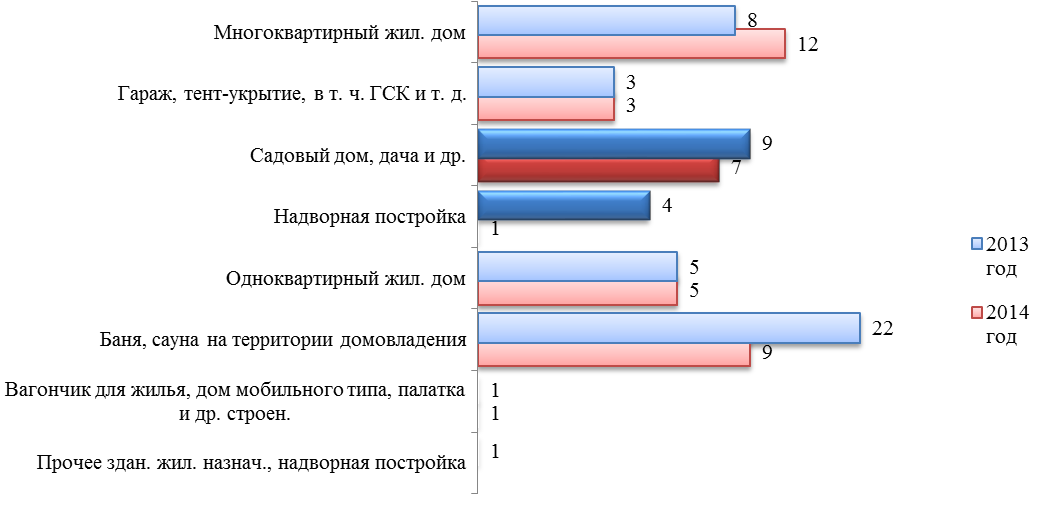 Многоквартирный жил. дом
8
12
Гараж, тент-укрытие, в т. ч. ГСК и т. д.
3
3
Садовый дом, дача и др.
9
7
Надворная постройка
4
1
Одноквартирный жил. дом
5
5
Баня, сауна на территории домовладения
22
9
Вагончик для жилья, дом мобильного типа, палатка
и др. строен.
1
1
Прочее здан. жил. назнач., надворная постройка
1
2013
год
2014
год